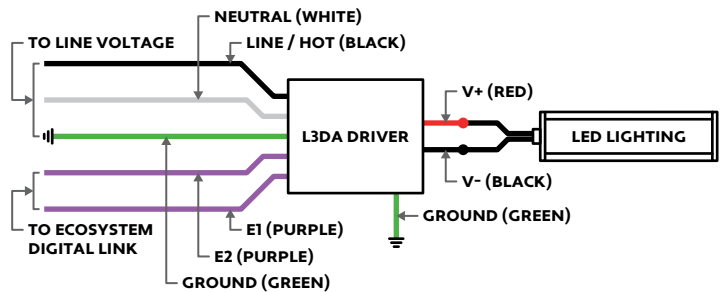 NEUTRAL (WHITE)
TO LINE VOLTAGE
LINE / HOT (BLACK)
L3DA DRIVER
V+ (RED)
LED LIGHTING
V- (BLACK)
GROUND (GREEN)
TO ECOSYSTEM
DIGITAL LINK
E1 (PURPLE)
E2 (PURPLE)
GROUND (GREEN)